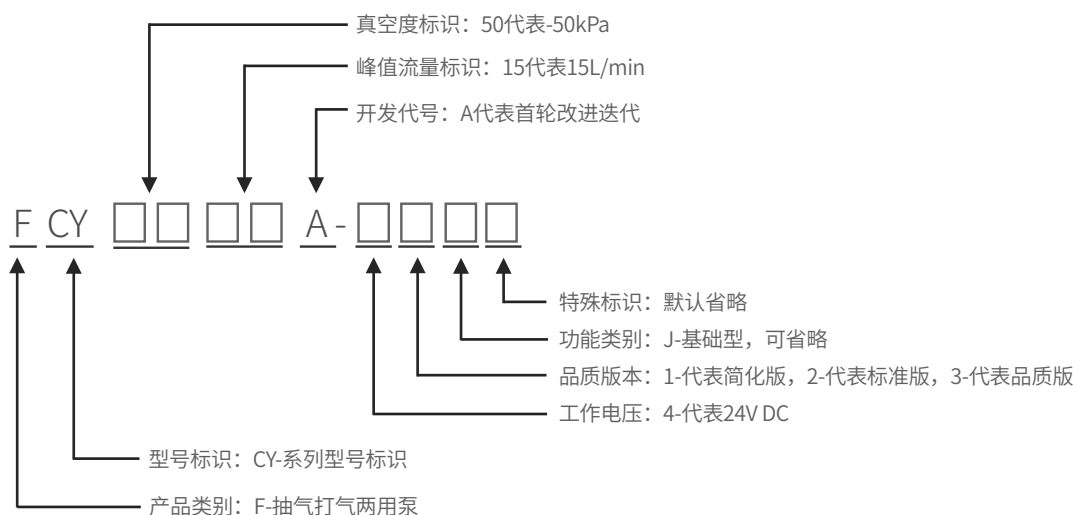 真空度标识：50代表-50kPa
峰值流量标识：15代表15L/min
开发代号：A代表首轮改进迭代
F CY □□ □□ A-□□□□
特殊标识：默认省略
功能类别：J-基础型，可省略
品质版本：1-代表简化版，2-代表标准版，3-代表品质版
工作电压：4-代表24V DC
型号标识：CY-系列型号标识
产品类别：F-抽气打气两用泵